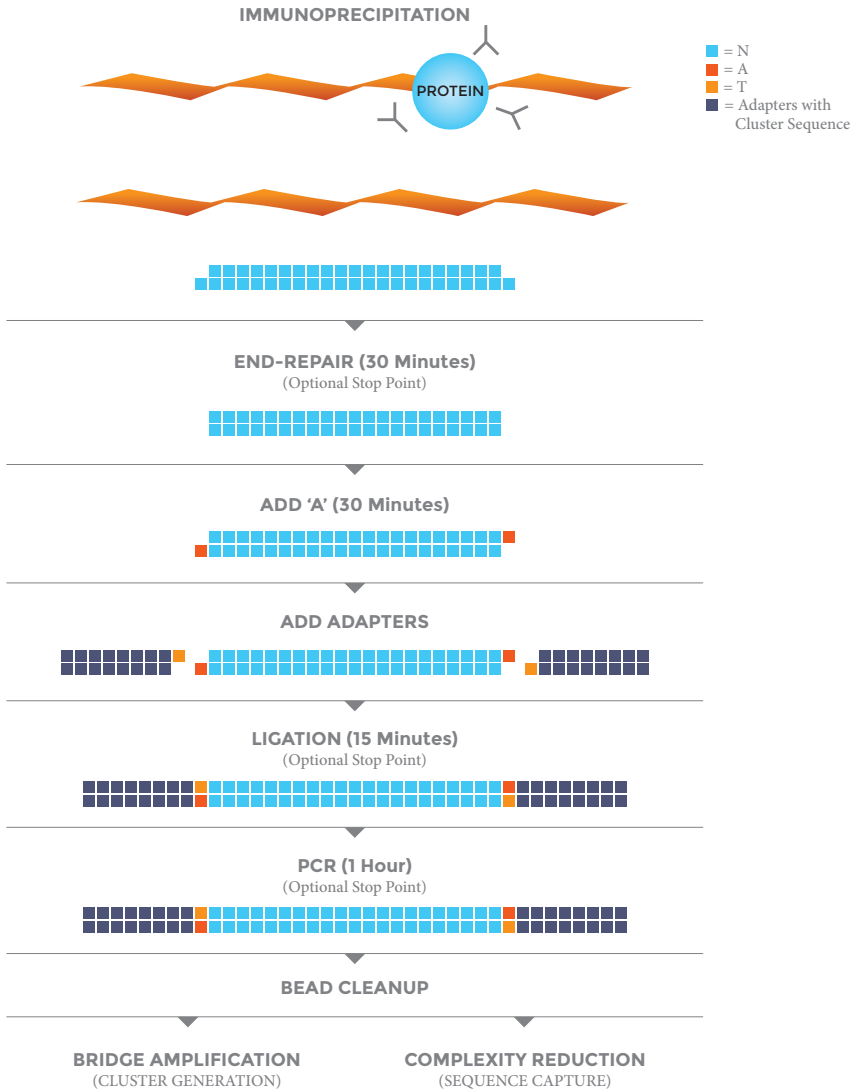 IMMUNOPRECIPITATION
PROTEIN
= N
= A
= T
= Adapters with
Cluster Sequence
END-REPAIR (30 Minutes)
(Optional Stop Point)
ADD ‘A’ (30 Minutes)
ADD ADAPTERS
LIGATION (15 Minutes)
(Optional Stop Point)
PCR (1 Hour)
(Optional Stop Point)
BEAD CLEANUP
BRIDGE AMPLIFICATION
(CLUSTER GENERATION)
COMPLEXITY REDUCTION
(SEQUENCE CAPTURE)